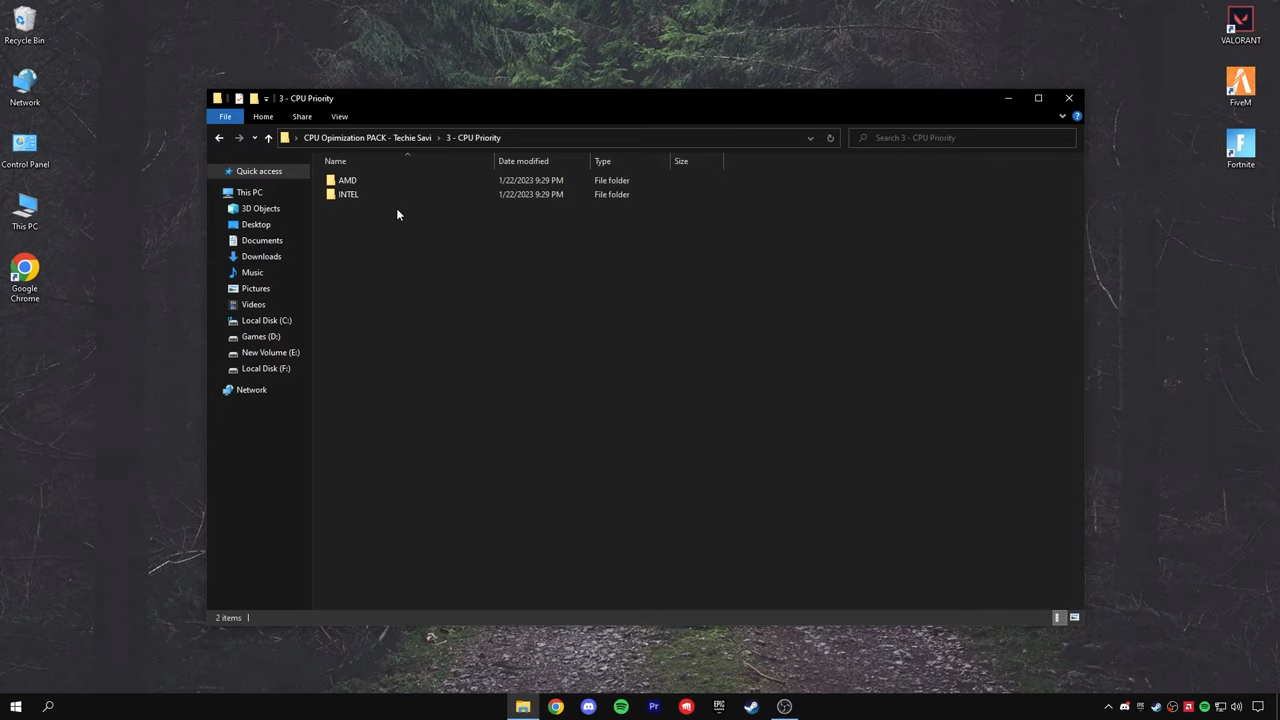 Recycle Bin
Network
Control Panel
This PC
Google
Chrome
VALORANT
FiveM
Fortnite
3 - CPU Priority
File Home Share View
CPU Opimization PACK - Techie Savi > 3 - CPU Priority
Search 3 - CPU Priority
Name Date modified Type Size
AMD 1/22/2023 9:29 PM File folder
INTEL 1/22/2023 9:29 PM File folder
Quick access
This PC
3D Objects
Desktop
Documents
Downloads
Music
Pictures
Videos
Local Disk (C:)
Games (D:)
New Volume (E:)
Local Disk (F:)
Network
2 items
Pr
EPIC